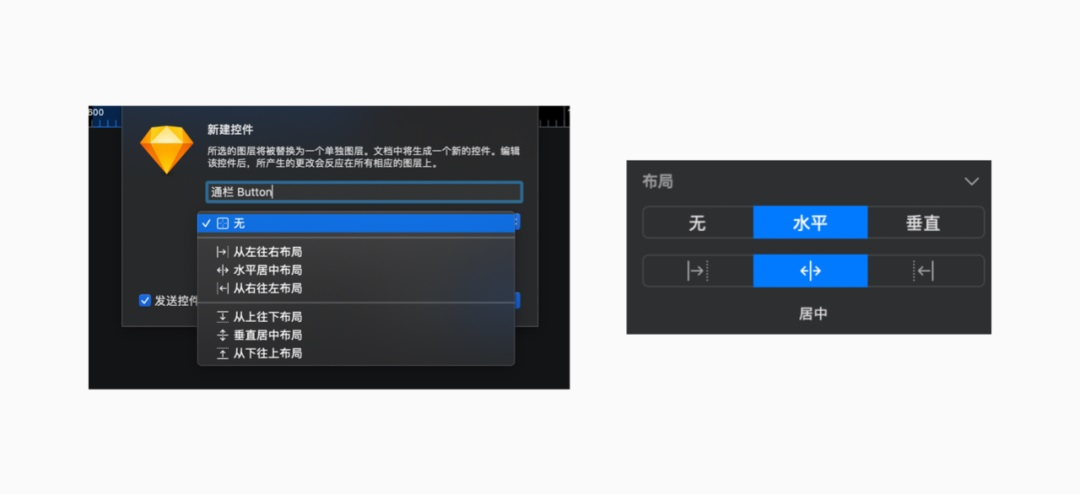 600
新建控件
所选的图层将被替换为一个单独图层。文档中将生成一个新的控件。编辑
该控件后，所产生的更改会反应在所有相应的图层上。
通栏 Button
无
从左往右布局
水平居中布局
从右往左布局
发送控件
从上往下布局
垂直居中布局
从下往上布局
布局
无
水平
垂直
居中